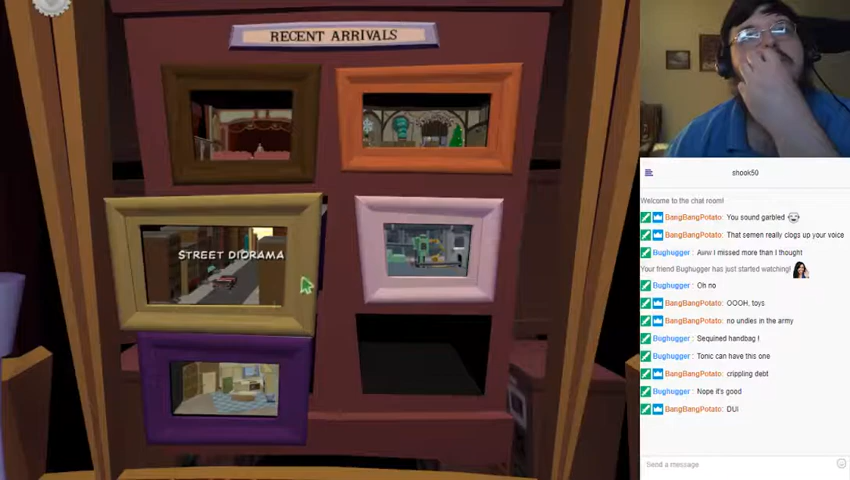 RECENT ARRIVALS
STREET DIORAMA
shook50
Welcome to the chat room!
BangBangPotato: You sound garbled
BangBangPotato: That semen really clogs up your voice
Bughugger: Aww I missed more than I thought
Your friend Bughugger has just started watching!
Bughugger: Oh no
BangBangPotato: OOOH, toys
BangBangPotato: no undies in the army
Bughugger: Sequined handbag !
Bughugger: Tonic can have this one
BangBangPotato: crippling debt
Bughugger: Nope it's good
BangBangPotato: DUI
Send a message